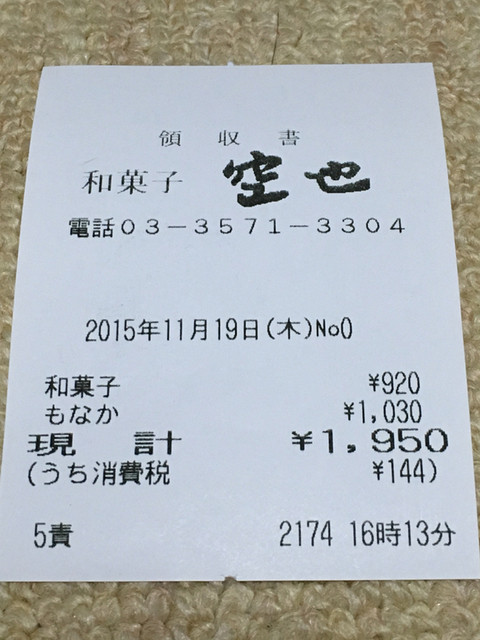 領収書
和菓子 空也
電話03-3571-3304
2015年11月19日(木)No0
和菓子 ¥920
もなか ¥1,030
現計 ¥1,950
(うち消費税 ¥144)
5責 2174 16時13分